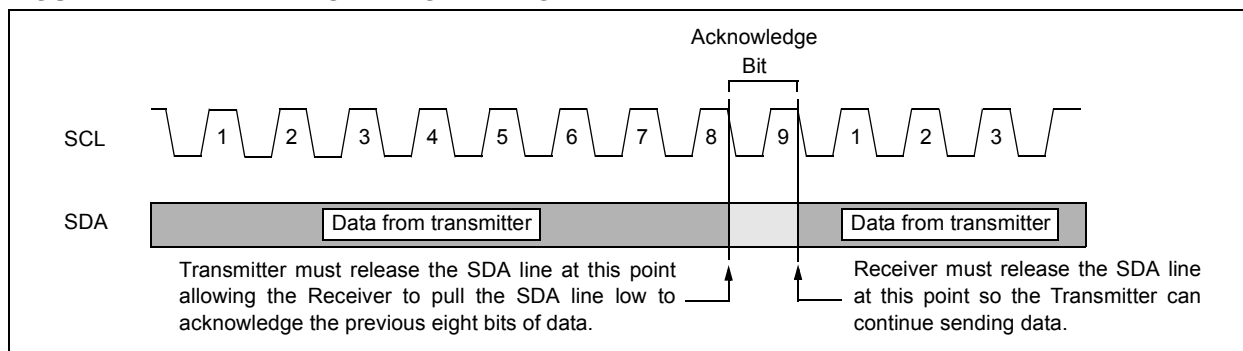 Acknowledge
Bit
SCL
1 2 3 4 5 6 7 8 9 1 2 3
SDA
Data from transmitter
Data from transmitter
Transmitter must release the SDA line at this point
allowing the Receiver to pull the SDA line low to
acknowledge the previous eight bits of data.
Receiver must release the SDA line
at this point so the Transmitter can
continue sending data.